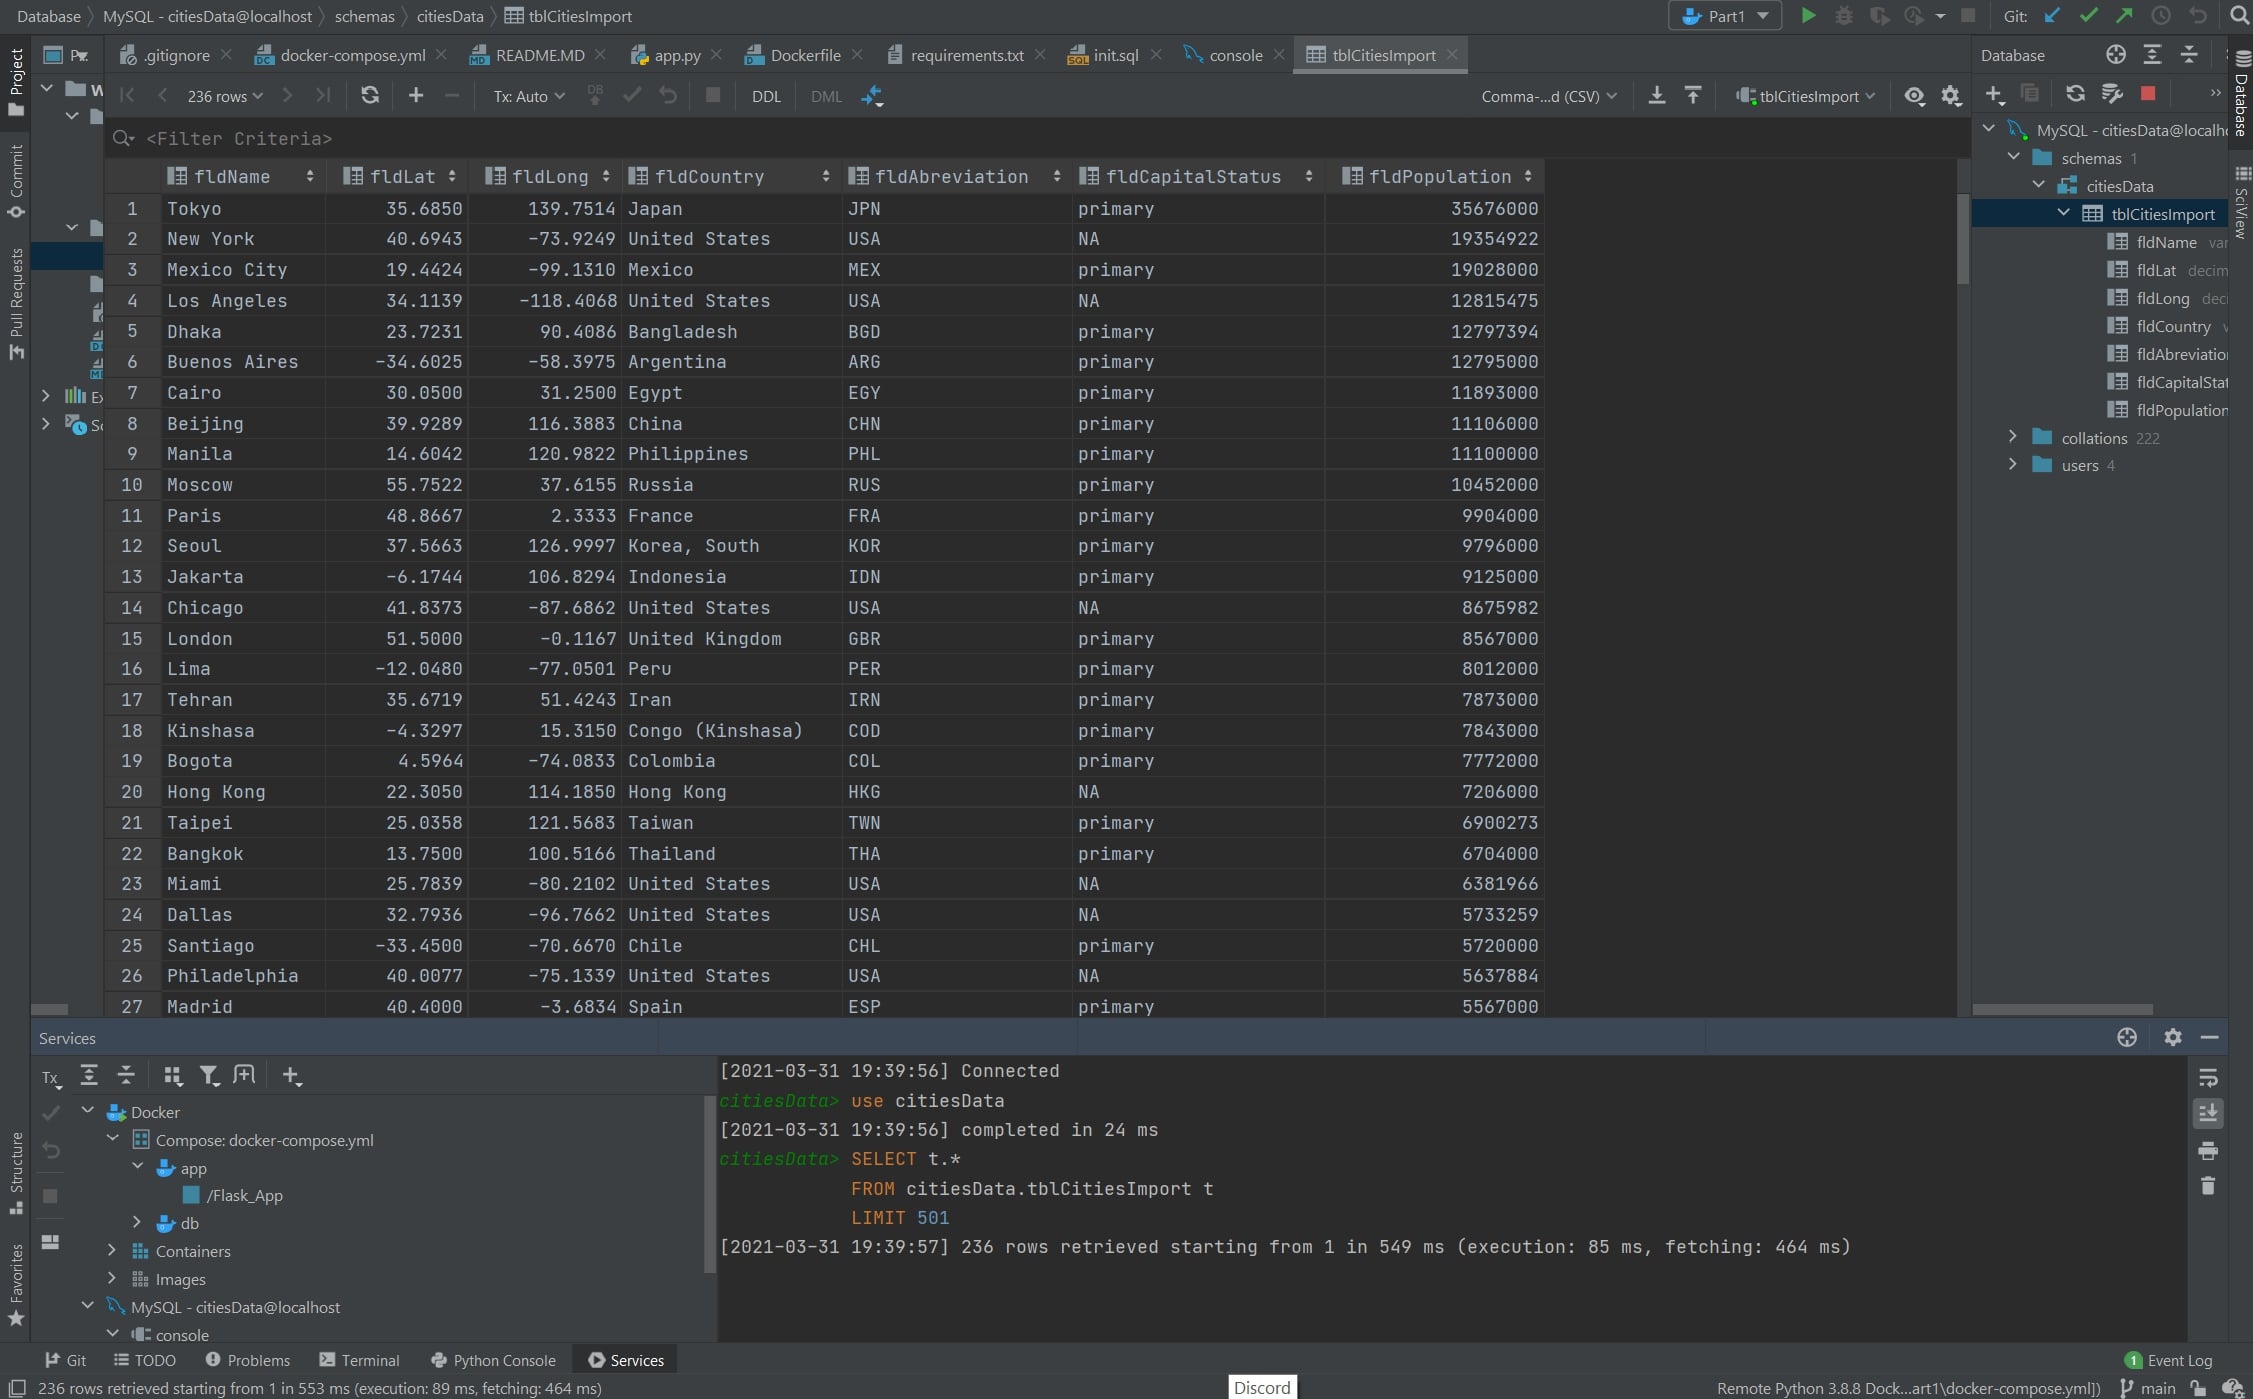 Database MySQL - citiesData@localhost schemas citiesData tblCitiesImport Part1 Git:
Project
Commit
Pull Requests
Structure
Favorites
.gitignore docker-compose.yml README.MD app.py Dockerfile requirements.txt init.sql console tblCitiesImport
236 rows Tx: Auto DB DDL DML Comma-...d (CSV) tblCitiesImport
<Filter Criteria>
fldName fldLat fldLong fldCountry fldAbreviation fldCapitalStatus fldPopulation
1 Tokyo 35.6850 139.7514 Japan JPN primary 35676000
2 New York 40.6943 -73.9249 United States USA NA 19354922
3 Mexico City 19.4424 -99.1310 Mexico MEX primary 19028000
4 Los Angeles 34.1139 -118.4068 United States USA NA 12815475
5 Dhaka 23.7231 90.4086 Bangladesh BGD primary 12797394
6 Buenos Aires -34.6025 -58.3975 Argentina ARG primary 12795000
7 Cairo 30.0500 31.2500 Egypt EGY primary 11893000
8 Beijing 39.9289 116.3883 China CHN primary 11106000
9 Manila 14.6042 120.9822 Philippines PHL primary 11100000
10 Moscow 55.7522 37.6155 Russia RUS primary 10452000
11 Paris 48.8667 2.3333 France FRA primary 9904000
12 Seoul 37.5663 126.9997 Korea, South KOR primary 9796000
13 Jakarta -6.1744 106.8294 Indonesia IDN primary 9125000
14 Chicago 41.8373 -87.6862 United States USA NA 8675982
15 London 51.5000 -0.1167 United Kingdom GBR primary 8567000
16 Lima -12.0480 -77.0501 Peru PER primary 8012000
17 Tehran 35.6719 51.4243 Iran IRN primary 7873000
18 Kinshasa -4.3297 15.3150 Congo (Kinshasa) COD primary 7843000
19 Bogota 4.5964 -74.0833 Colombia COL primary 7772000
20 Hong Kong 22.3050 114.1850 Hong Kong HKG NA 7206000
21 Taipei 25.0358 121.5683 Taiwan TWN primary 6900273
22 Bangkok 13.7500 100.5166 Thailand THA primary 6704000
23 Miami 25.7839 -80.2102 United States USA NA 6381966
24 Dallas 32.7936 -96.7662 United States USA NA 5733259
25 Santiago -33.4500 -70.6670 Chile CHL primary 5720000
26 Philadelphia 40.0077 -75.1339 United States USA NA 5637884
27 Madrid 40.4000 -3.6834 Spain ESP primary 5567000
Database
MySQL - citiesData@localh
schemas 1
citiesData
tblCitiesImport
fldName var
fldLat decim
fldLong deci
fldCountry v
fldAbreviation
fldCapitalStat
fldPopulation
collations 222
users 4
Database
SciView
Services
Tx
Docker
Compose: docker-compose.yml
app
/Flask_App
db
Containers
Images
MySQL - citiesData@localhost
console
[2021-03-31 19:39:56] Connected
citiesData> use citiesData
[2021-03-31 19:39:56] completed in 24 ms
citiesData> SELECT t.*
FROM citiesData.tblCitiesImport t
LIMIT 501
[2021-03-31 19:39:57] 236 rows retrieved starting from 1 in 549 ms (execution: 85 ms, fetching: 464 ms)
Git TODO Problems Terminal Python Console Services 1 Event Log
236 rows retrieved starting from 1 in 553 ms (execution: 89 ms, fetching: 464 ms) Discord Remote Python 3.8.8 Dock...art1\docker-compose.yml]) main